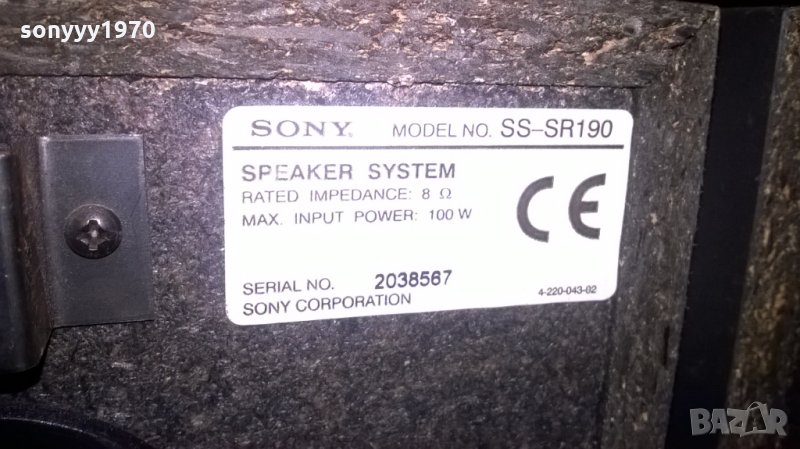 sonyyy1970
SONY. MODEL NO. SS-SR190
SPEAKER SYSTEM
RATED IMPEDANCE: 8 Ω
MAX. INPUT POWER: 100 W
CE
SERIAL NO. 2038567
SONY CORPORATION
4-220-043-02
BAZAR